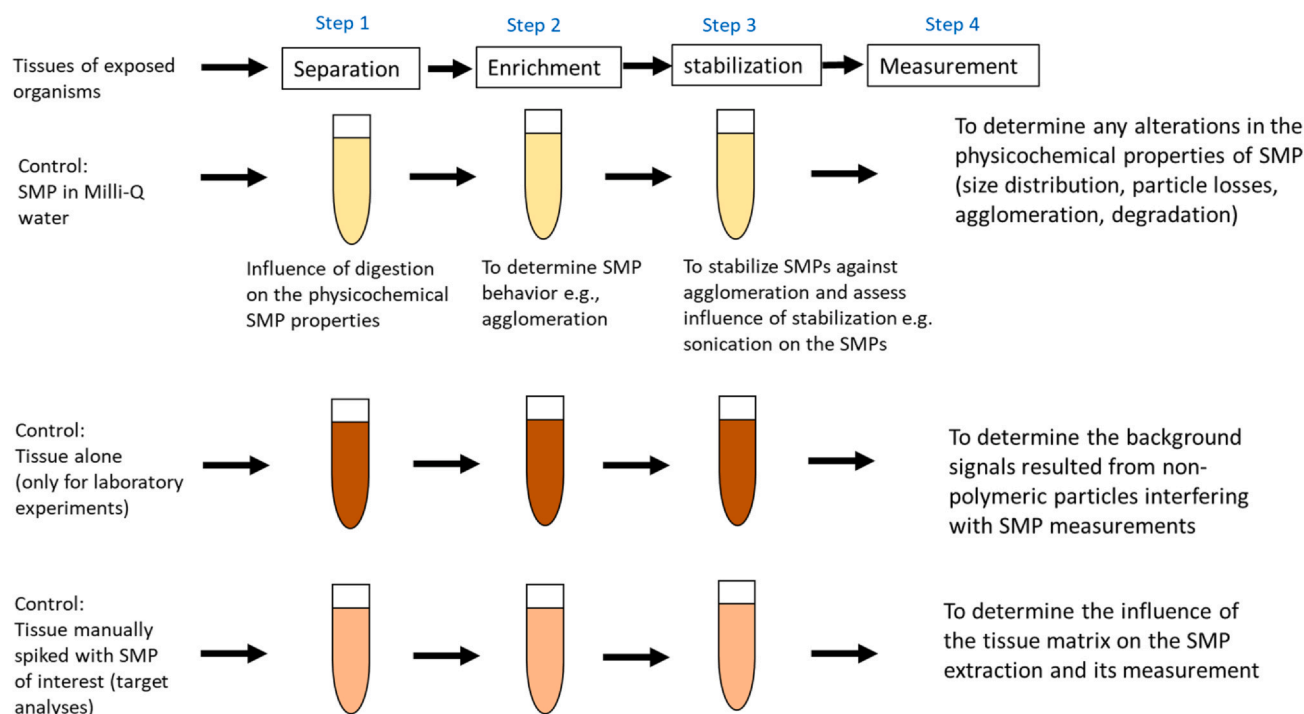 Step 1
Step 2
Step 3
Step 4
Tissues of exposed
organisms
Separation
Enrichment
stabilization
Measurement
Control:
SMP in Milli-Q
water
To determine any alterations in the
physicochemical properties of SMP
(size distribution, particle losses,
agglomeration, degradation)
Influence of digestion
on the physicochemical
SMP properties
To determine SMP
behavior e.g.,
agglomeration
To stabilize SMPs against
agglomeration and assess
influence of stabilization e.g.
sonication on the SMPs
Control:
Tissue alone
(only for laboratory
experiments)
To determine the background
signals resulted from non-
polymeric particles interfering
with SMP measurements
Control:
Tissue manually
spiked with SMP
of interest (target
analyses)
To determine the influence of
the tissue matrix on the SMP
extraction and its measurement